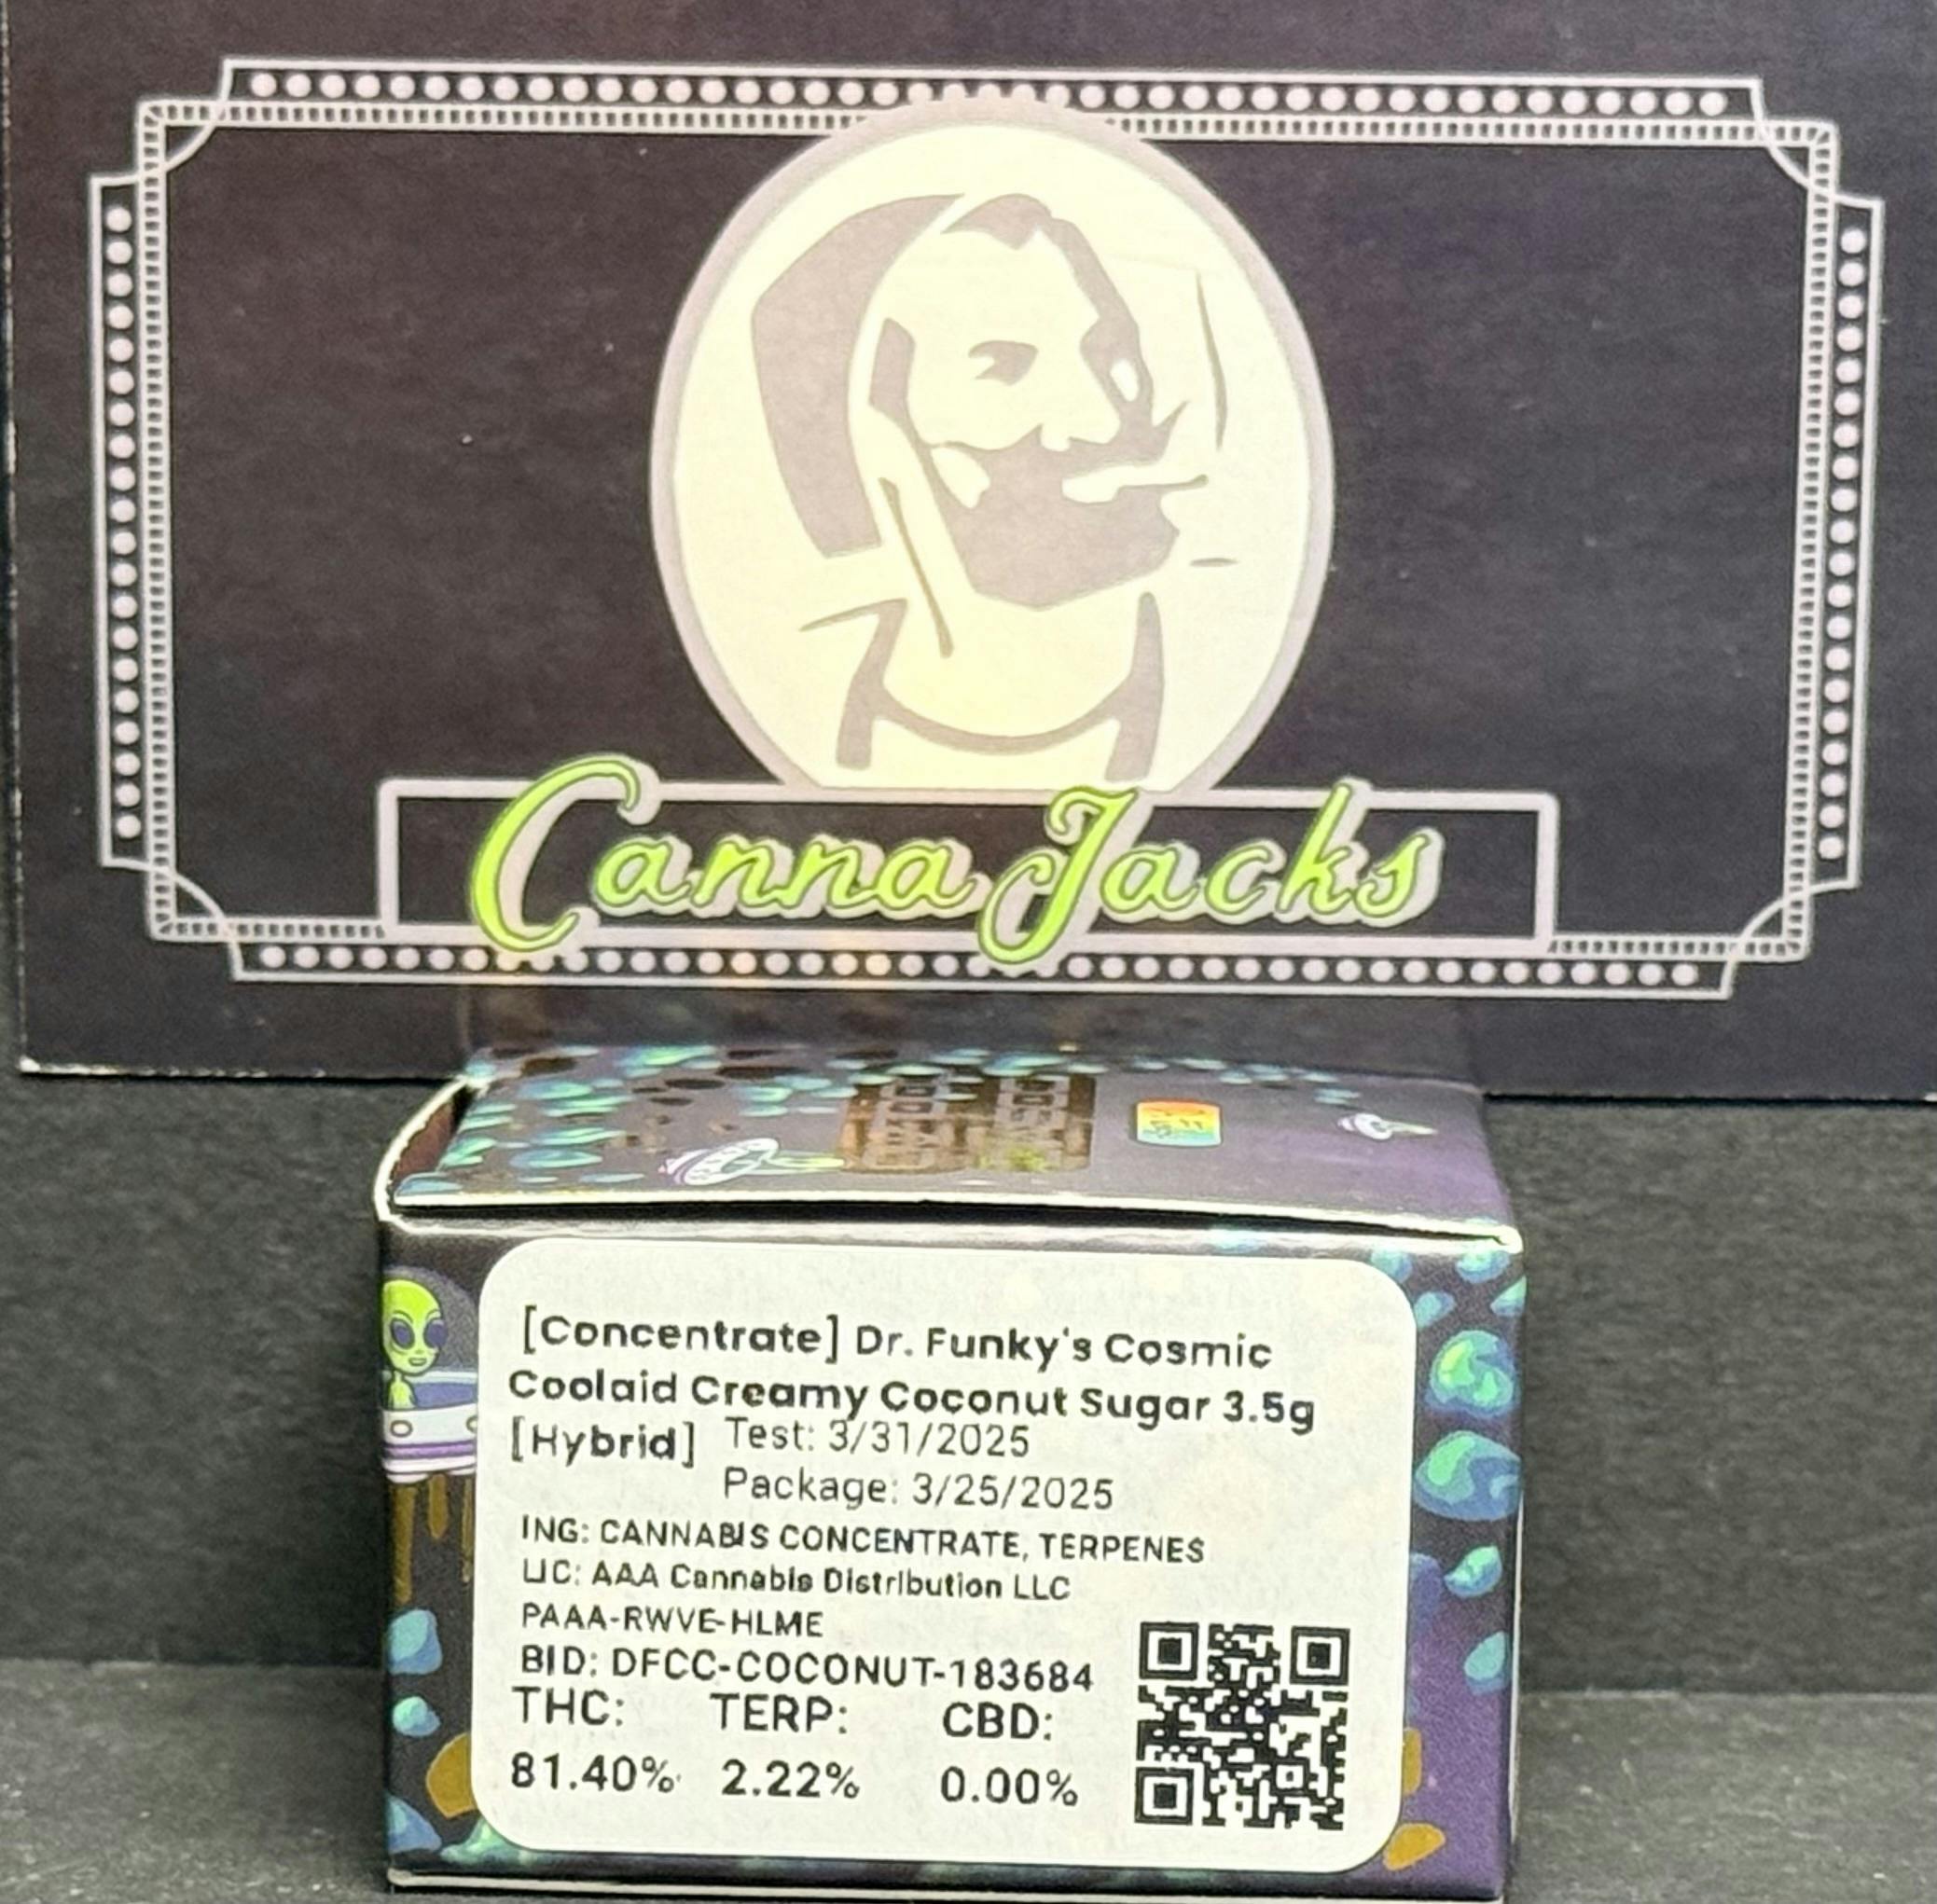 Canna Jacks
[Concentrate] Dr. Funky's Cosmic
Coolaid Creamy Coconut Sugar 3.5g
[Hybrid] Test: 3/31/2025
Package: 3/25/2025
ING: CANNABIS CONCENTRATE, TERPENES
LIC: AAA Cannabis Distribution LLC
PAAA-RWVE-HLME
BID: DFCC-COCONUT-183684
THC: TERP: CBD:
81.40% 2.22% 0.00%